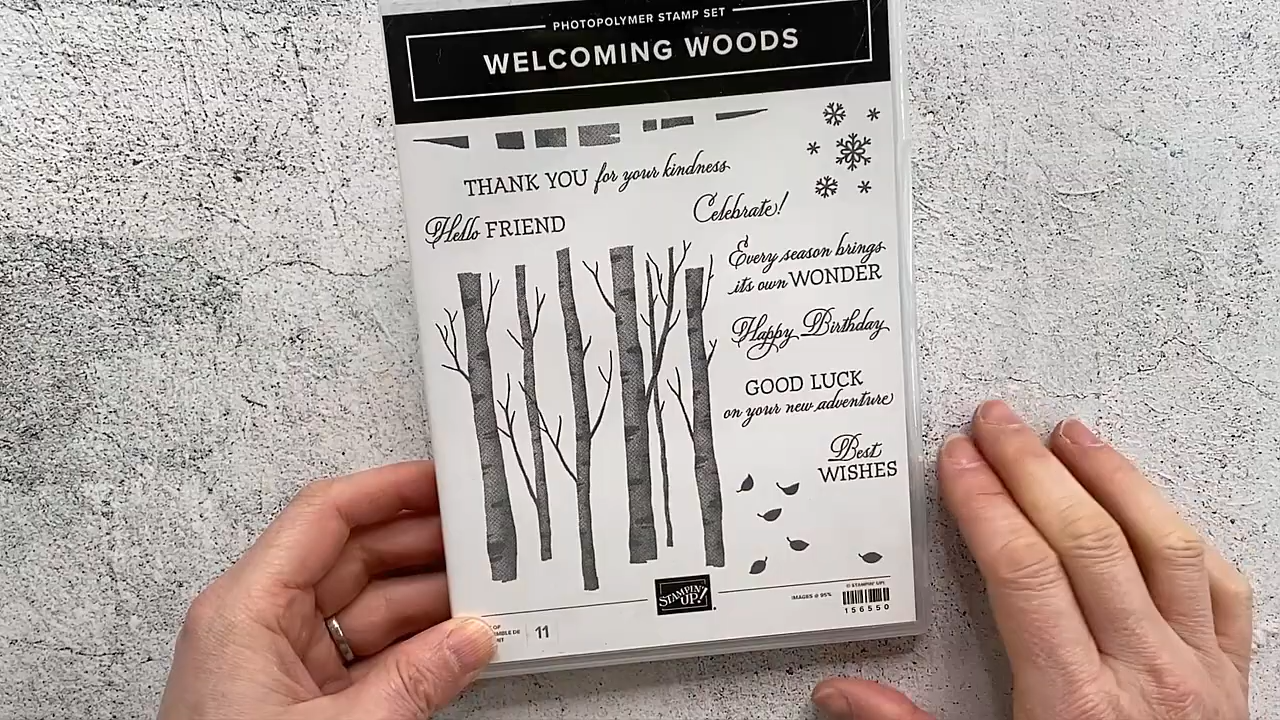 PHOTOPOLYMER STAMP SET
WELCOMING WOODS
THANK YOU for your kindness
Celebrate!
Hello FRIEND
Every season brings
its own WONDER
Happy Birthday
GOOD LUCK
on your new adventure
Best
WISHES
STAMPIN'
UP!
®
© STAMPIN' UP!
IMAGES @ 95%
156550
OF
11